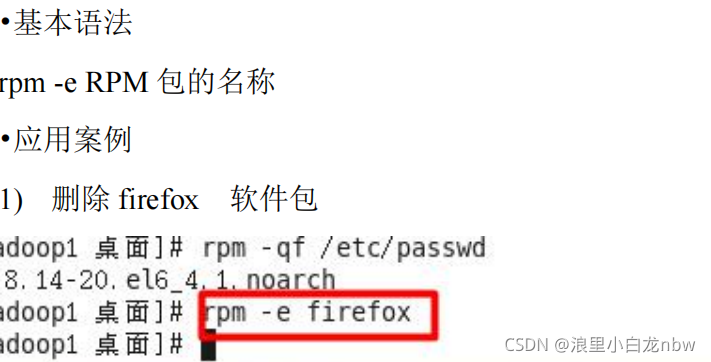 •基本语法
rpm -e RPM 包的名称
•应用案例
1) 删除 firefox 软件包
adoop1 桌面]# rpm -qf /etc/passwd
8.14-20.el6_4.1.noarch
adoop1 桌面]# rpm -e firefox
adoop1 桌面]#
CSDN @浪里小白龙nbw